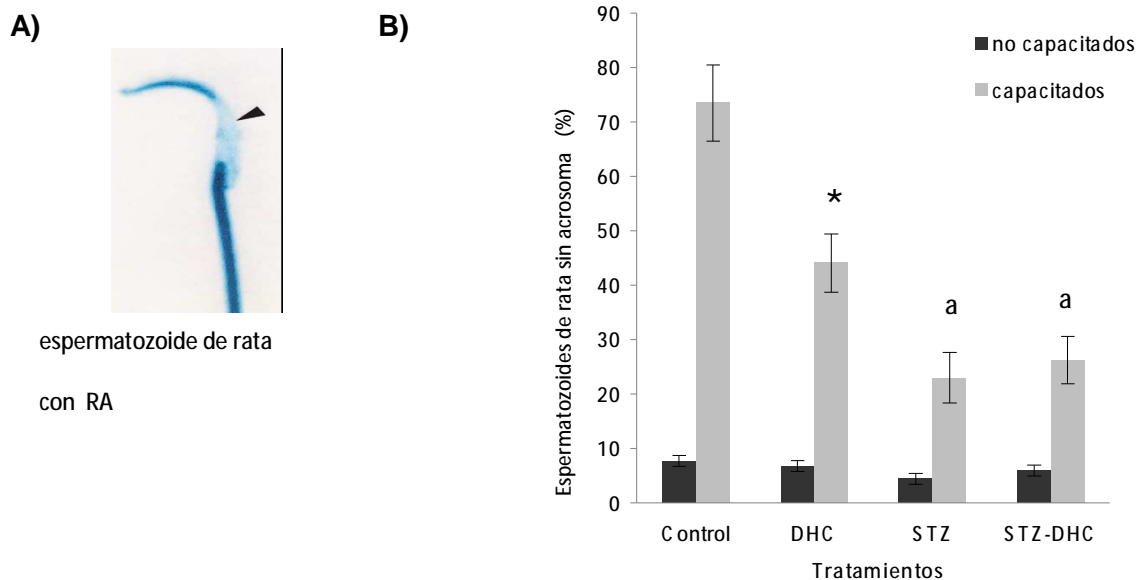 A)
espermatozoide de rata
con RA
B)
Espermatozoides de rata sin acrosoma (%)
90
80
70
60
50
40
30
20
10
0
no capacitados
capacitados
*
a
a
Control
DHC
STZ
STZ-DHC
Tratamientos